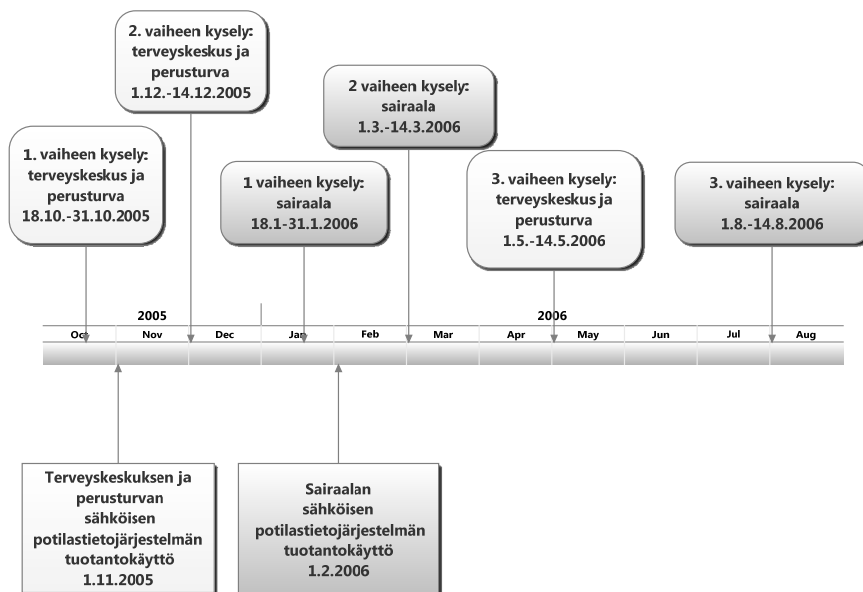 2. vaiheen kysely:
terveyskeskus ja
perusturva
1.12.-14.12.2005
2 vaiheen kysely:
sairaala
1.3.-14.3.2006
1. vaiheen kysely:
terveyskeskus ja
perusturva
18.10.-31.10.2005
1 vaiheen kysely:
sairaala
18.1-31.1.2006
3. vaiheen kysely:
terveyskeskus ja
perusturva
1.5.-14.5.2006
3. vaiheen kysely:
sairaala
1.8.-14.8.2006
2005 2006
Oct Nov Dec Jan Feb Mar Apr May Jun Jul Aug
Terveyskeskuksen ja
perusturvan
sähköisen
potilastietojärjestelmän
tuotantokäyttö
1.11.2005
Sairaalan
sähköisen
potilastietojärjestelmän
tuotantokäyttö
1.2.2006